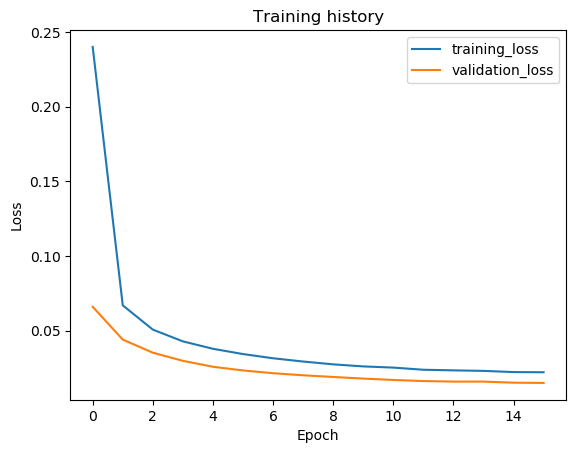 Training history
training_loss
validation_loss
0.25
0.20
0.15
0.10
0.05
Loss
0 2 4 6 8 10 12 14
Epoch